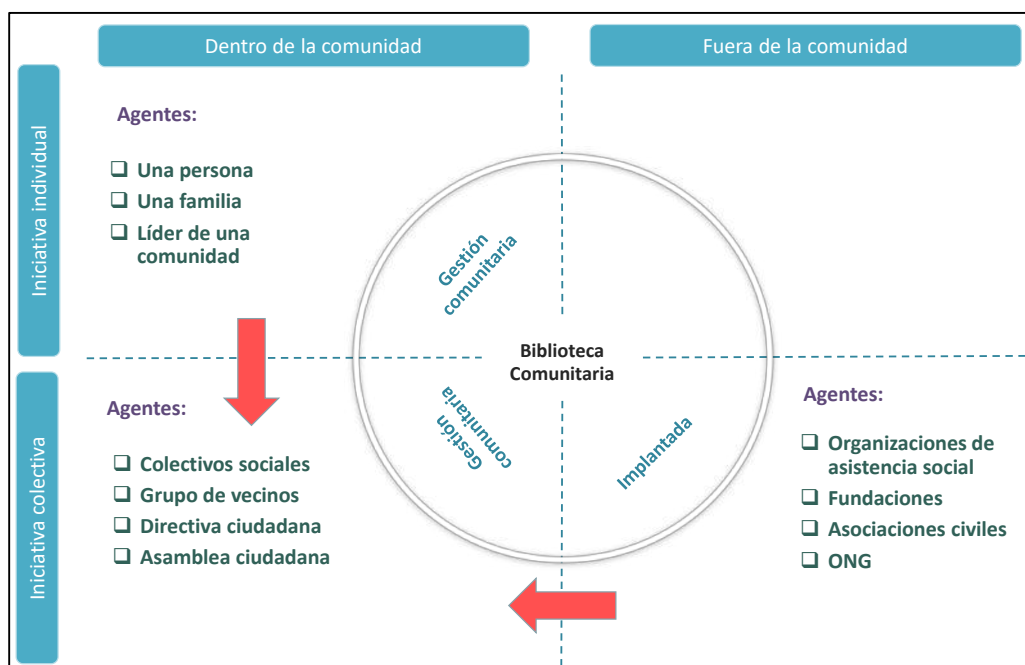 Dentro de la comunidad
Fuera de la comunidad
Iniciativa individual
Agentes:
❑ Una persona
❑ Una familia
❑ Líder de una
comunidad
Gestión
comunitaria
Biblioteca
Comunitaria
Iniciativa colectiva
Agentes:
❑ Colectivos sociales
❑ Grupo de vecinos
❑ Directiva ciudadana
❑ Asamblea ciudadana
Gestión
comunitaria
Implantada
Agentes:
❑ Organizaciones de
asistencia social
❑ Fundaciones
❑ Asociaciones civiles
❑ ONG